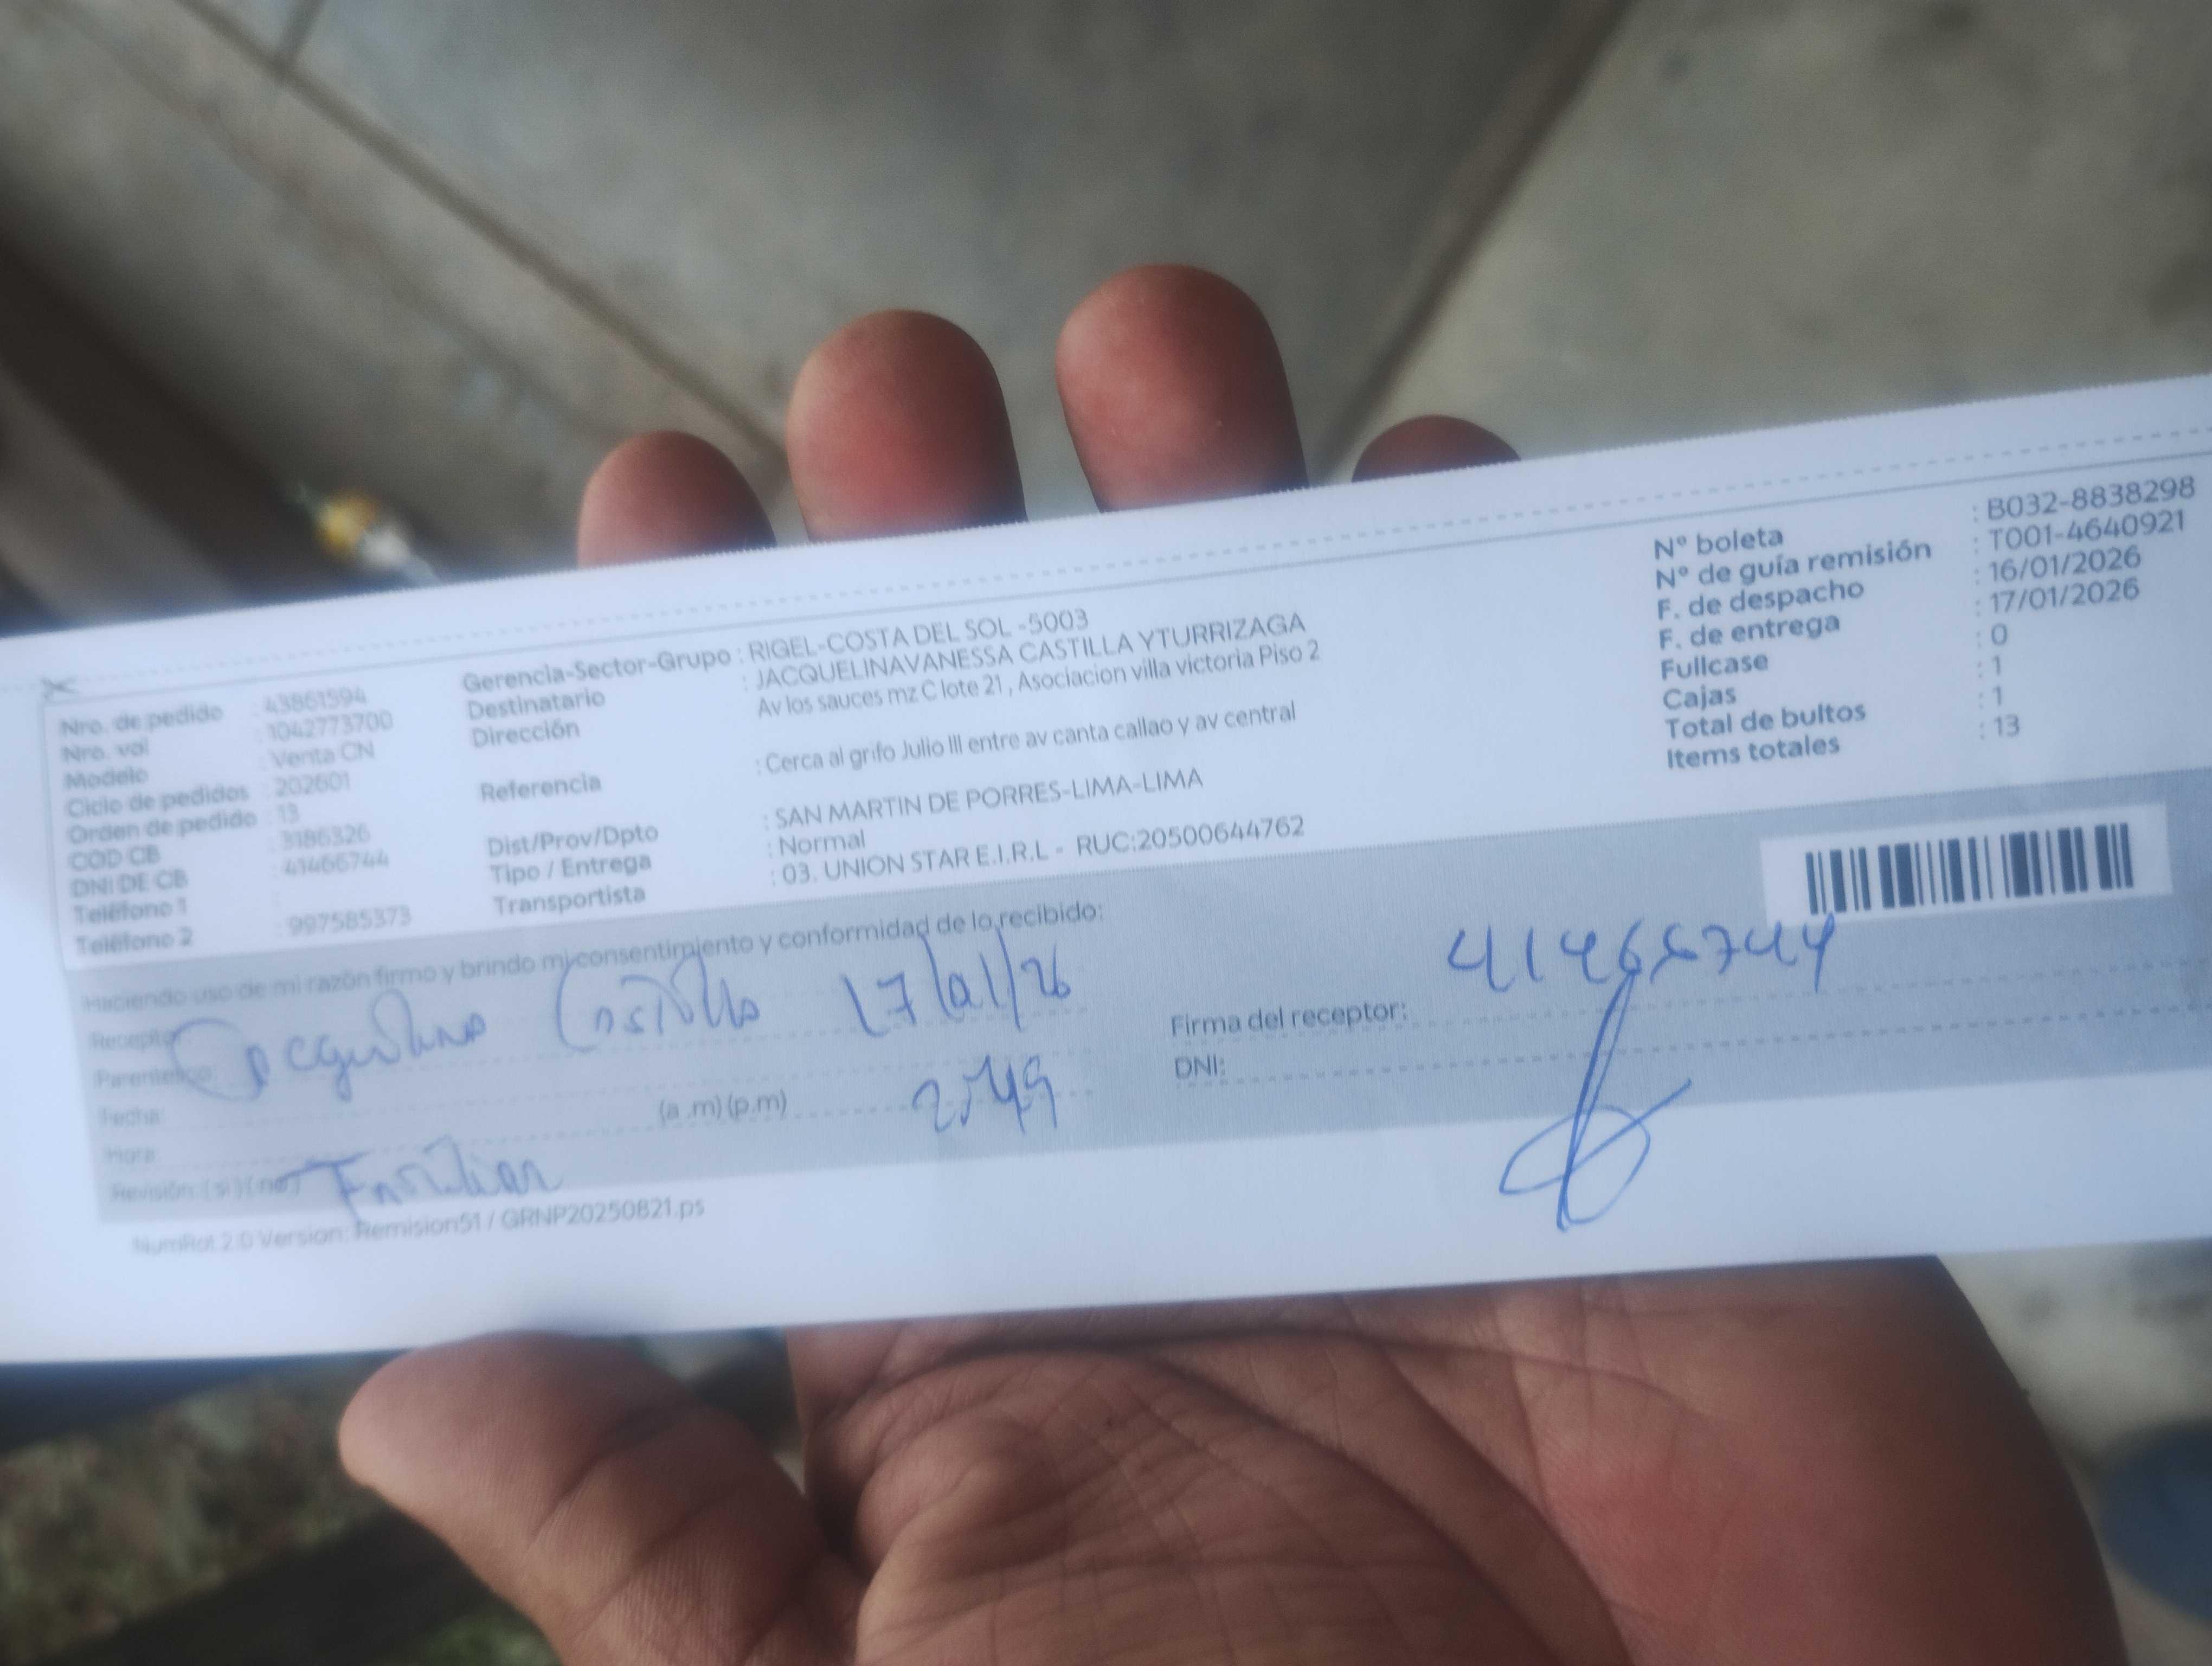 Nro. de pedido : 43861594
Nro. val : 1042773700
Modelo : Venta CN
Ciclo de pedidos : 202601
Orden de pedido : 13
COD CB : 3186326
DNI DE CB : 41466744
Teléfono 1 :
Teléfono 2 : 997585373
Gerencia-Sector-Grupo : RIGEL-COSTA DEL SOL -5003
Destinatario : JACQUELINAVANESSA CASTILLA YTURRIZAGA
Dirección Av los sauces mz C lote 21 , Asociacion villa victoria Piso 2
Referencia : Cerca al grifo Julio III entre av canta callao y av central
Dist/Prov/Dpto : SAN MARTIN DE PORRES-LIMA-LIMA
Tipo / Entrega : Normal
Transportista : 03. UNION STAR E.I.R.L - RUC:20500644762
N° boleta : B032-8838298
N° de guía remisión : T001-4640921
F. de despacho : 16/01/2026
F. de entrega : 17/01/2026
Fullcase : 0
Cajas : 1
Total de bultos : 1
Items totales : 13
Haciendo uso de mi razón firmo y brindo mi consentimiento y conformidad de lo recibido:
Receptor: Castilla 17/01/26
Parentesco:
Fecha:
Hora: (a .m) (p.m)
Revisión: ( si ) ( no )
Firma del receptor: 41466744
DNI:
NumRot 2.0 Version: Remision51 / GRNP20250821.ps